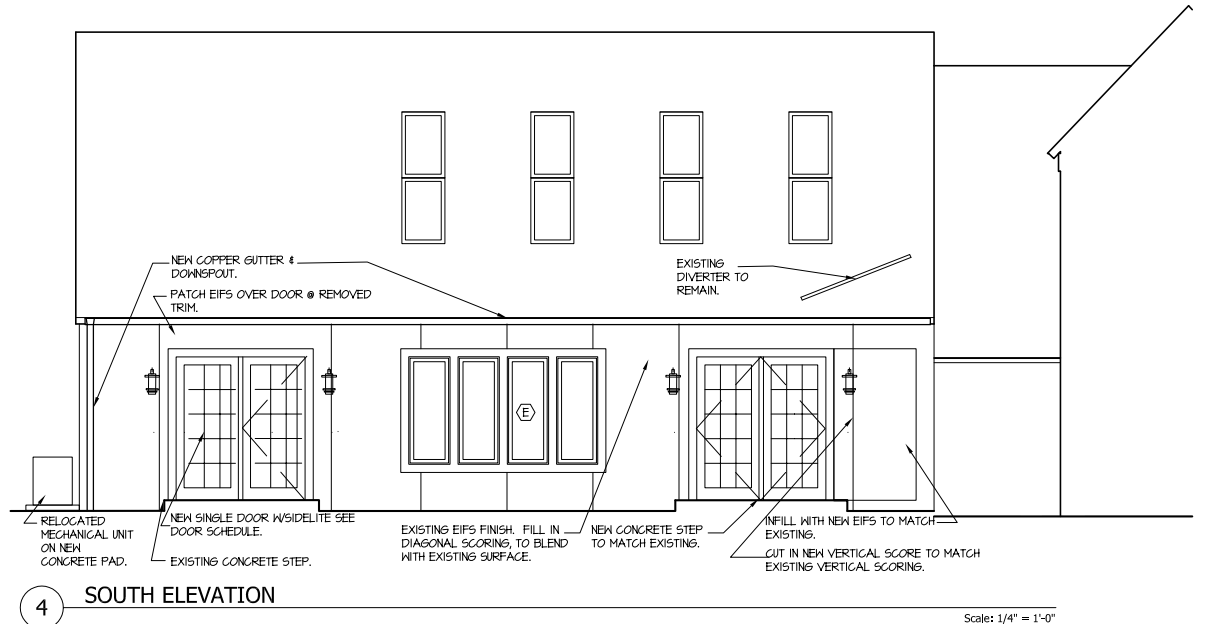 NEW COPPER GUTTER &
DOWNSPOUT.
PATCH EIFS OVER DOOR @ REMOVED
TRIM.
EXISTING
DIVERTER TO
REMAIN.
E
RELOCATED
MECHANICAL UNIT
ON NEW
CONCRETE PAD.
NEW SINGLE DOOR W/SIDELITE SEE
DOOR SCHEDULE.
EXISTING CONCRETE STEP.
EXISTING EIFS FINISH. FILL IN
DIAGONAL SCORING, TO BLEND
WITH EXISTING SURFACE.
NEW CONCRETE STEP
TO MATCH EXISTING.
INFILL WITH NEW EIFS TO MATCH
EXISTING.
CUT IN NEW VERTICAL SCORE TO MATCH
EXISTING VERTICAL SCORING.
4 SOUTH ELEVATION
Scale: 1/4" = 1'-0"